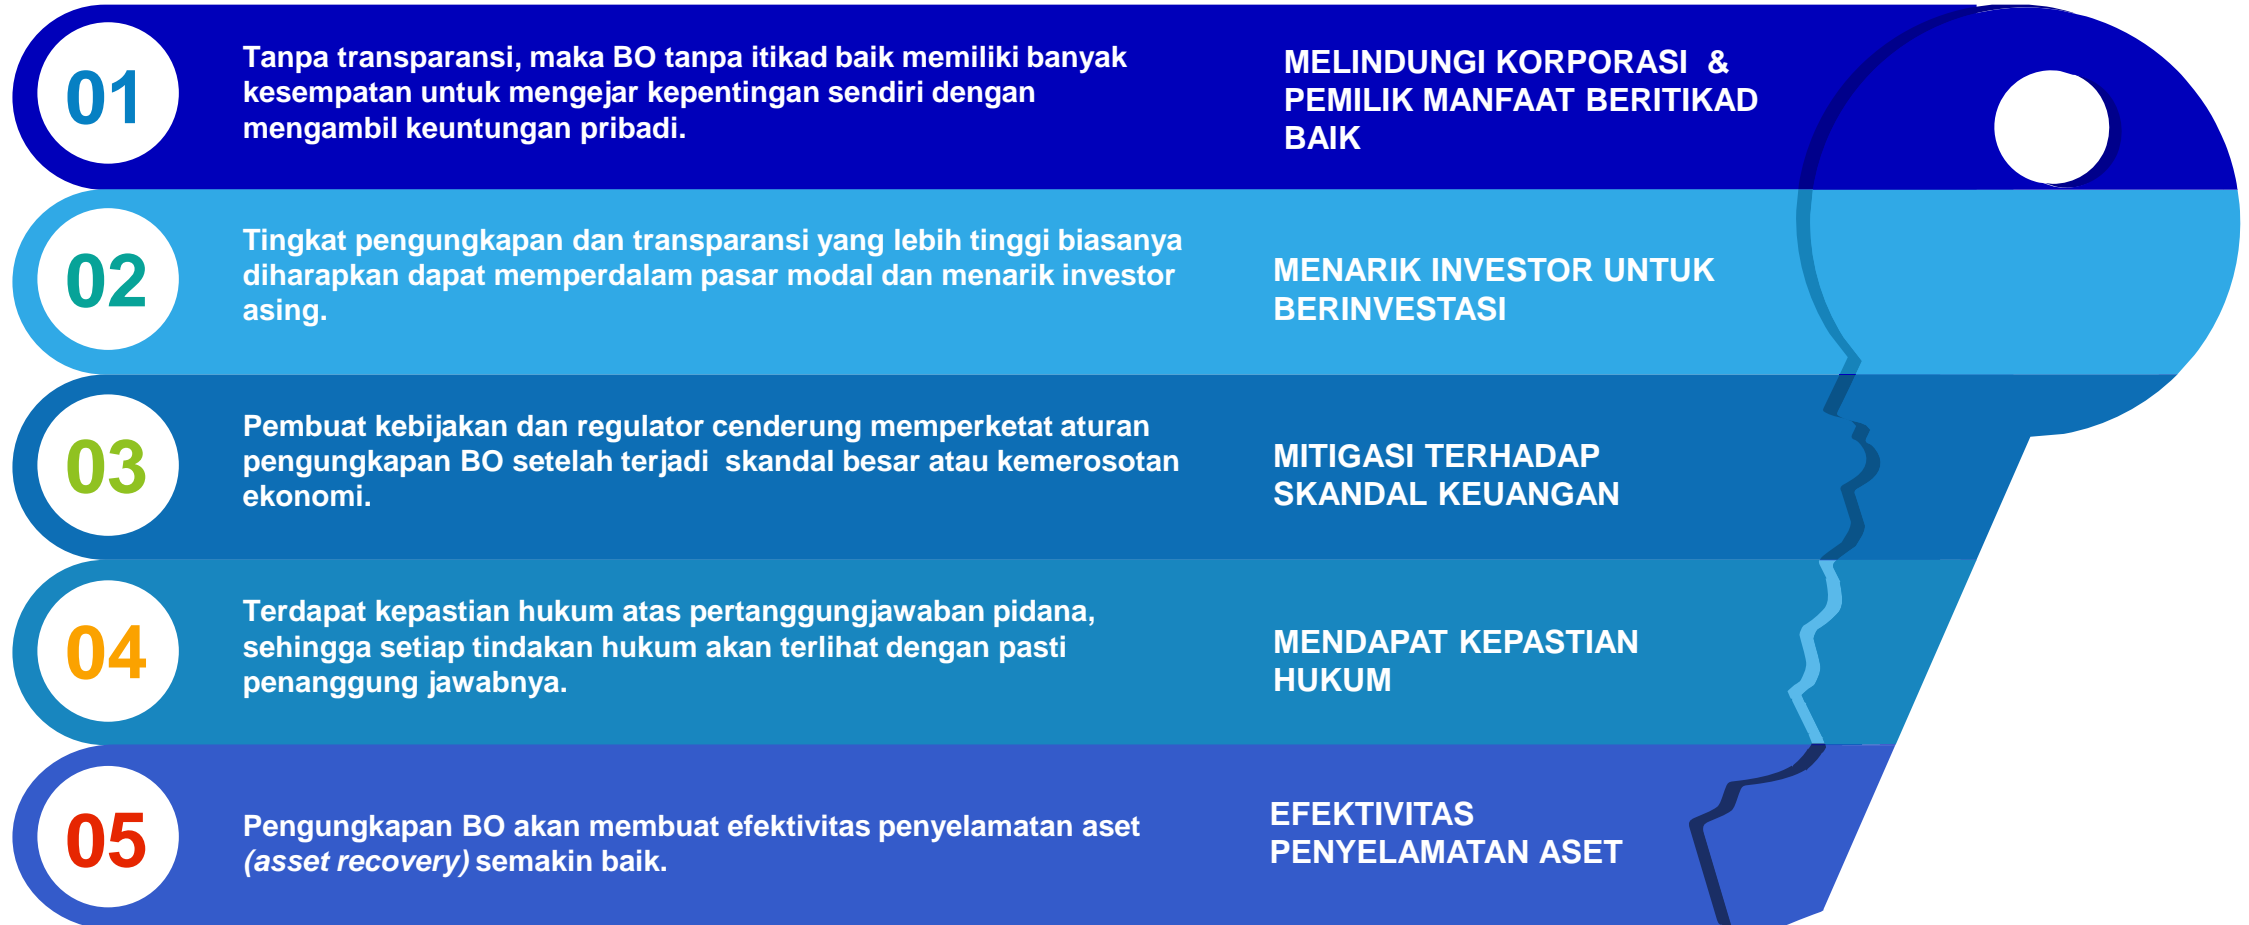 01
Tanpa transparansi, maka BO tanpa itikad baik memiliki banyak
kesempatan untuk mengejar kepentingan sendiri dengan
mengambil keuntungan pribadi.
MELINDUNGI KORPORASI &
PEMILIK MANFAAT BERITIKAD
BAIK
02
Tingkat pengungkapan dan transparansi yang lebih tinggi biasanya
diharapkan dapat memperdalam pasar modal dan menarik investor
asing.
MENARIK INVESTOR UNTUK
BERINVESTASI
03
Pembuat kebijakan dan regulator cenderung memperketat aturan
pengungkapan BO setelah terjadi skandal besar atau kemerosotan
ekonomi.
MITIGASI TERHADAP
SKANDAL KEUANGAN
04
Terdapat kepastian hukum atas pertanggungjawaban pidana,
sehingga setiap tindakan hukum akan terlihat dengan pasti
penanggung jawabnya.
MENDAPAT KEPASTIAN
HUKUM
05
Pengungkapan BO akan membuat efektivitas penyelamatan aset
(asset recovery) semakin baik.
EFEKTIVITAS
PENYELAMATAN ASET